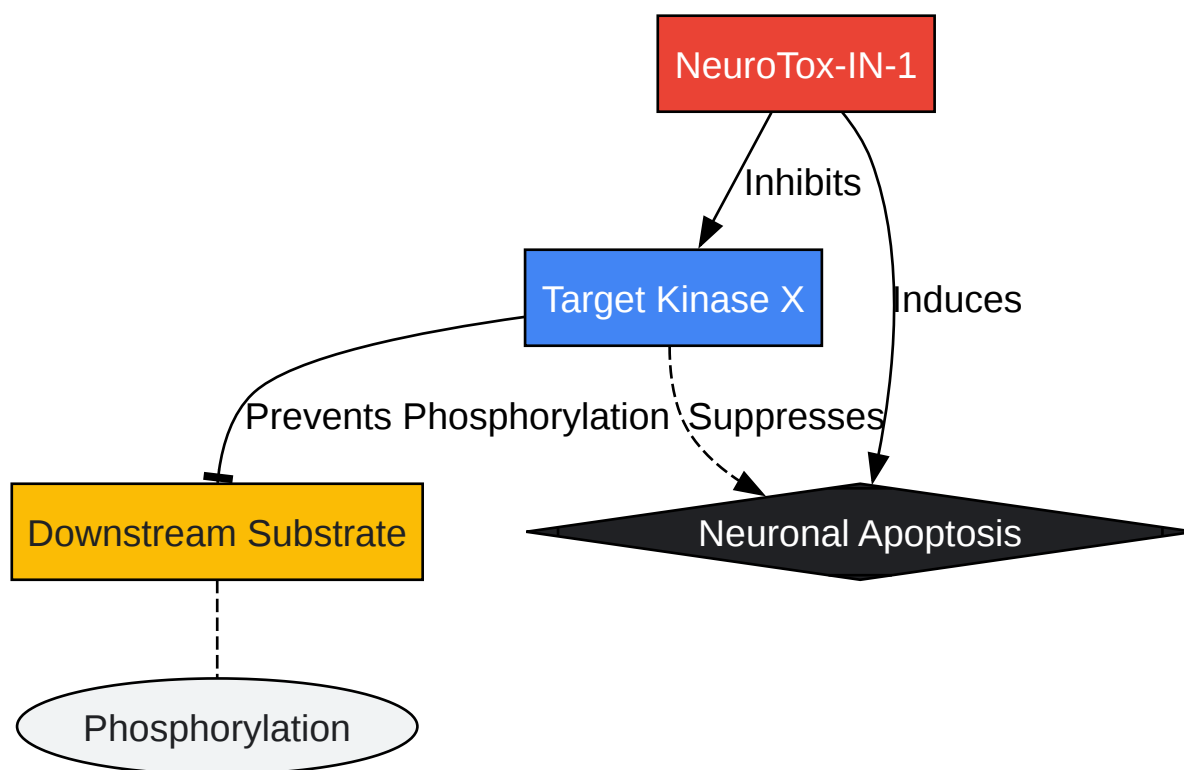 NeuroTox-IN-1
Inhibits
Target Kinase X
Induces
Prevents Phosphorylation
Suppresses
Downstream Substrate
Neuronal Apoptosis
Phosphorylation